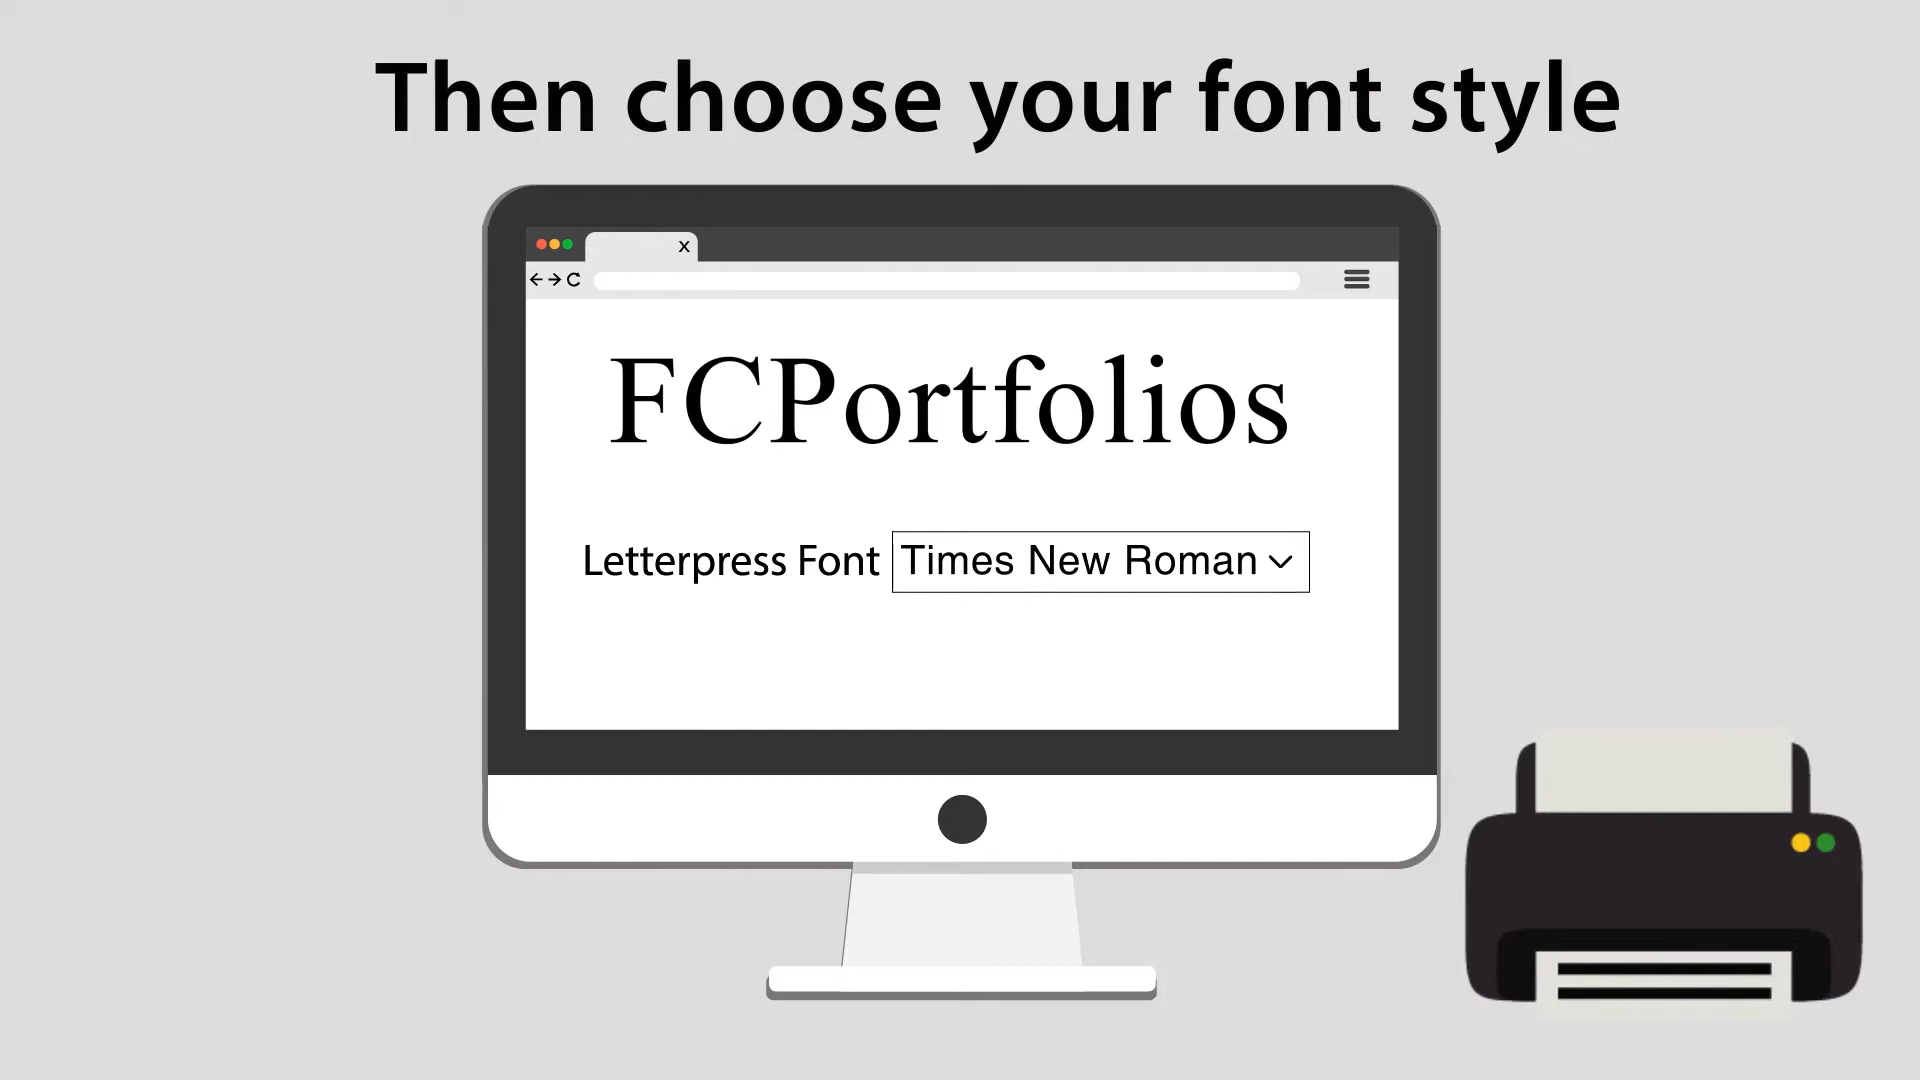 Then choose your font style
X
FCPortfolios
Letterpress Font Times New Roman